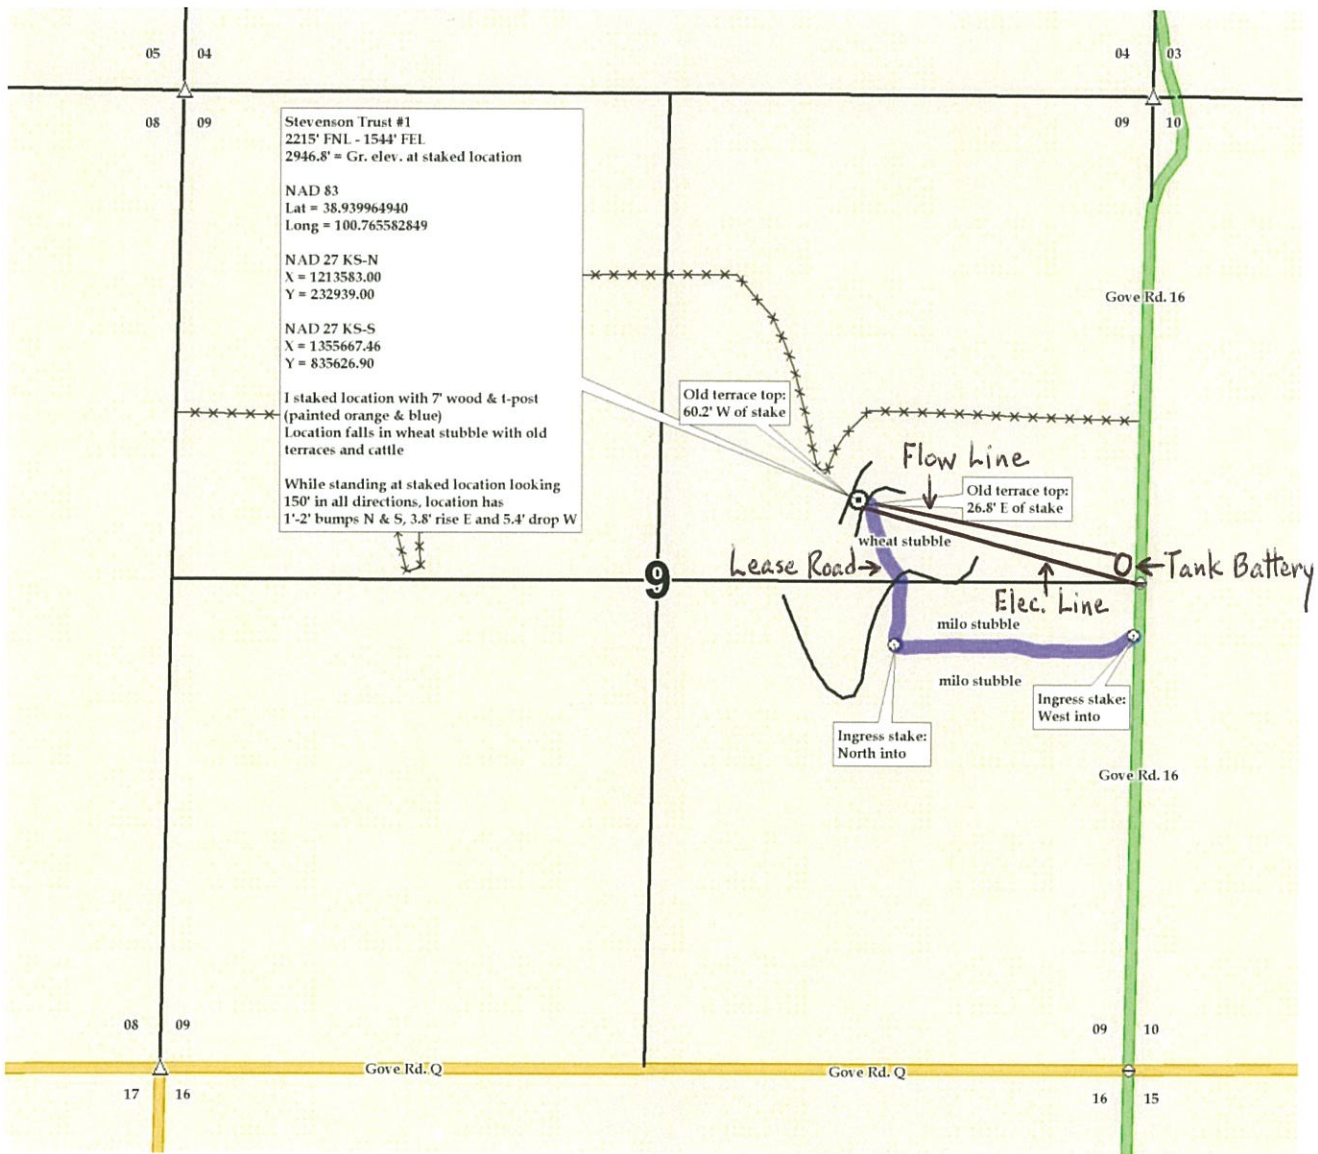 05 04
04 03
08 09
09 10
Stevenson Trust #1
2215' FNL - 1544' FEL
2946.8' = Gr. elev. at staked location
NAD 83
Lat = 38.939964940
Long = 100.765582849
NAD 27 KS-N
X = 1213583.00
Y = 232939.00
NAD 27 KS-S
X = 1355667.46
Y = 835626.90
I staked location with 7' wood & t-post
(painted orange & blue)
Location falls in wheat stubble with old
terraces and cattle
While standing at staked location looking
150' in all directions, location has
1'-2' bumps N & S, 3.8' rise E and 5.4' drop W
Gove Rd. 16
Old terrace top:
60.2' W of stake
Flow Line
Old terrace top:
26.8' E of stake
wheat stubble
Lease Road
Tank Battery
9
Elec. Line
milo stubble
milo stubble
Ingress stake:
West into
Ingress stake:
North into
Gove Rd. 16
08 09
09 10
Gove Rd. Q
Gove Rd. Q
17 16
16 15